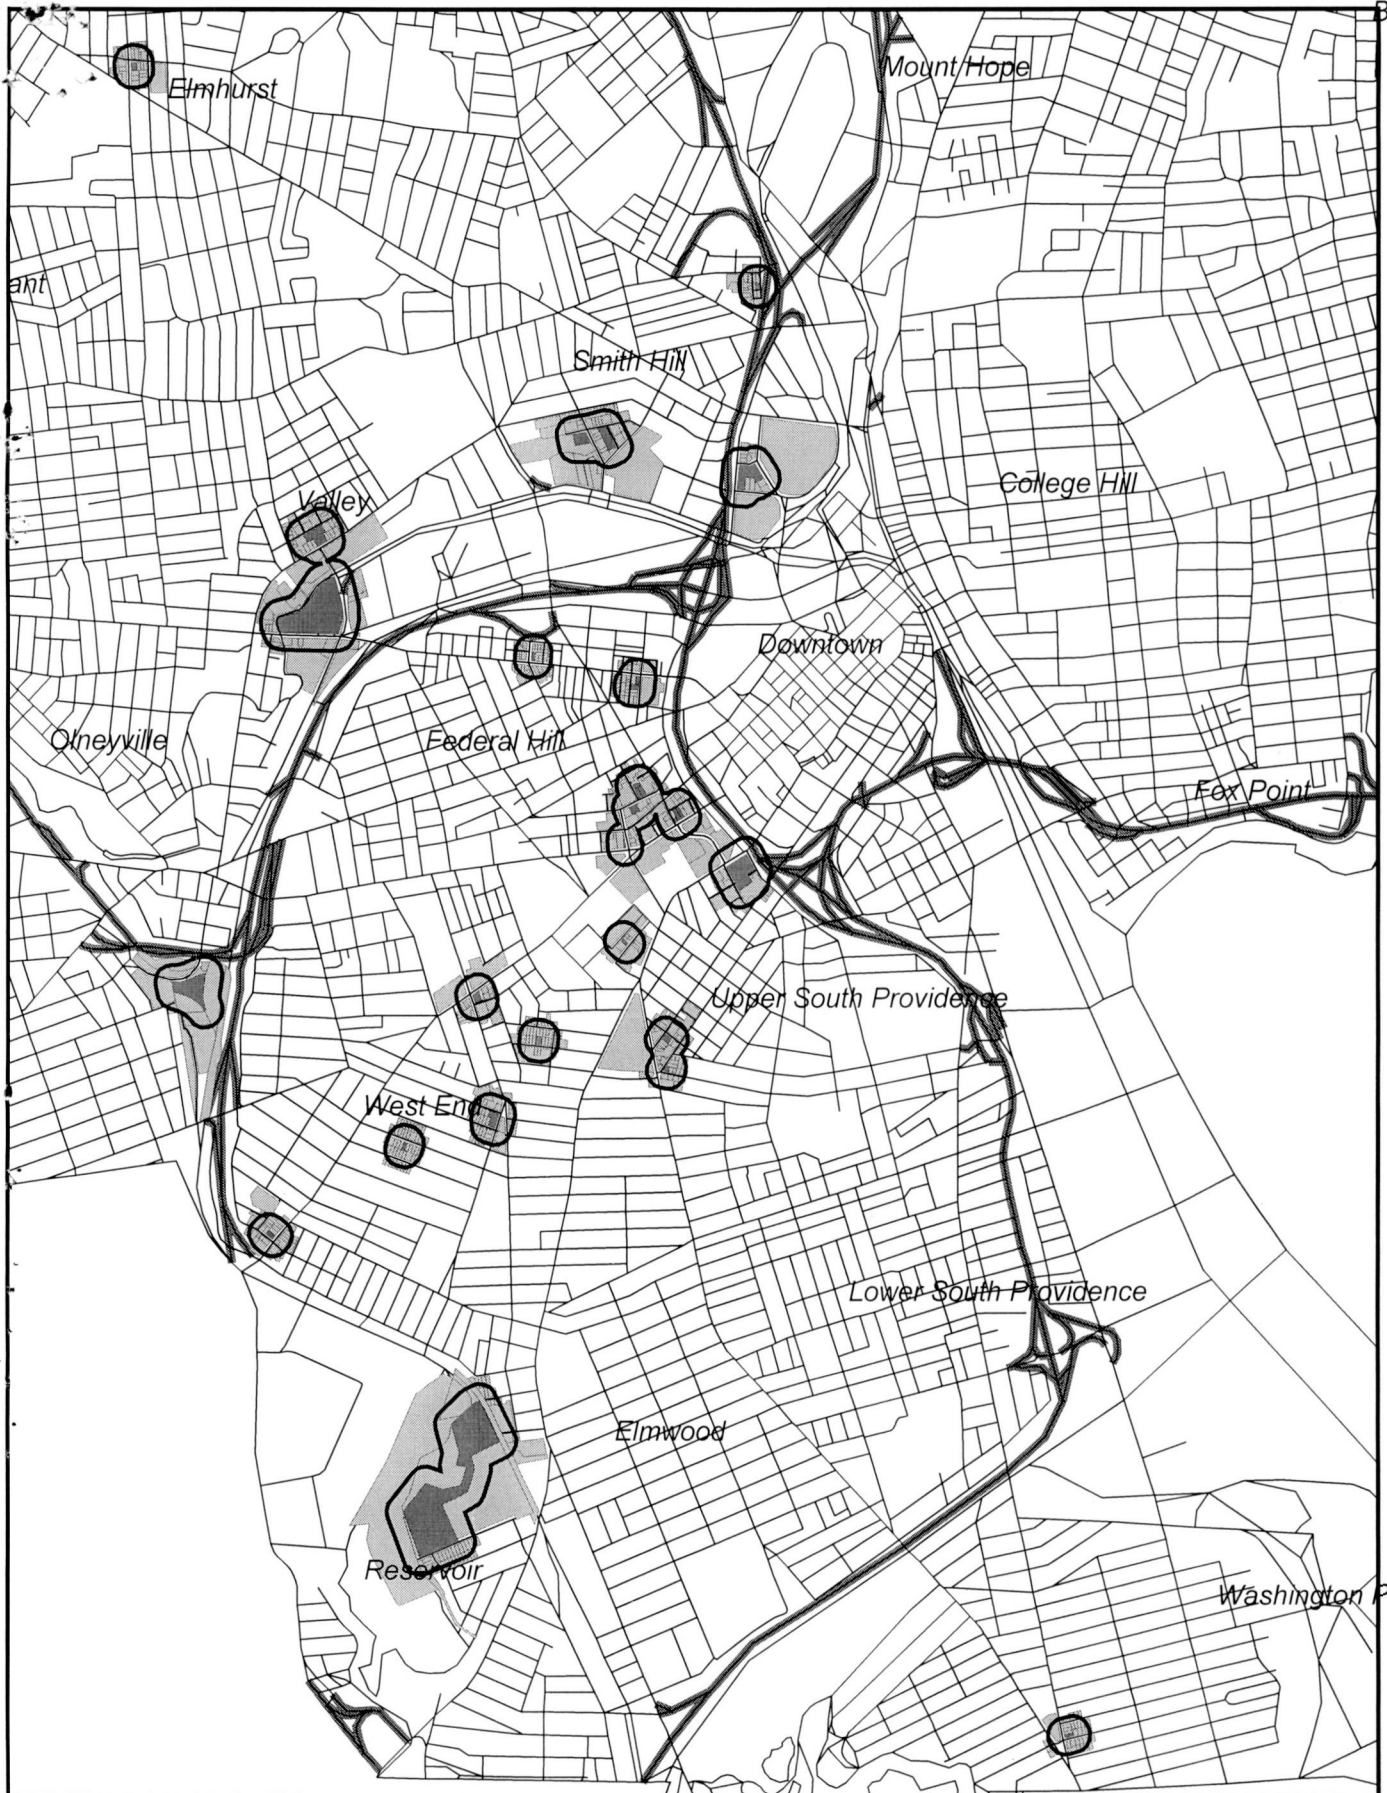 Mount Hope
Elmhurst
ant
Smith Hill
College Hill
Valley
Downtown
Olneyville
Federal Hill
Fox Point
Upper South Providence
West End
Lower South Providence
Elmwood
Reservoir
Washington P